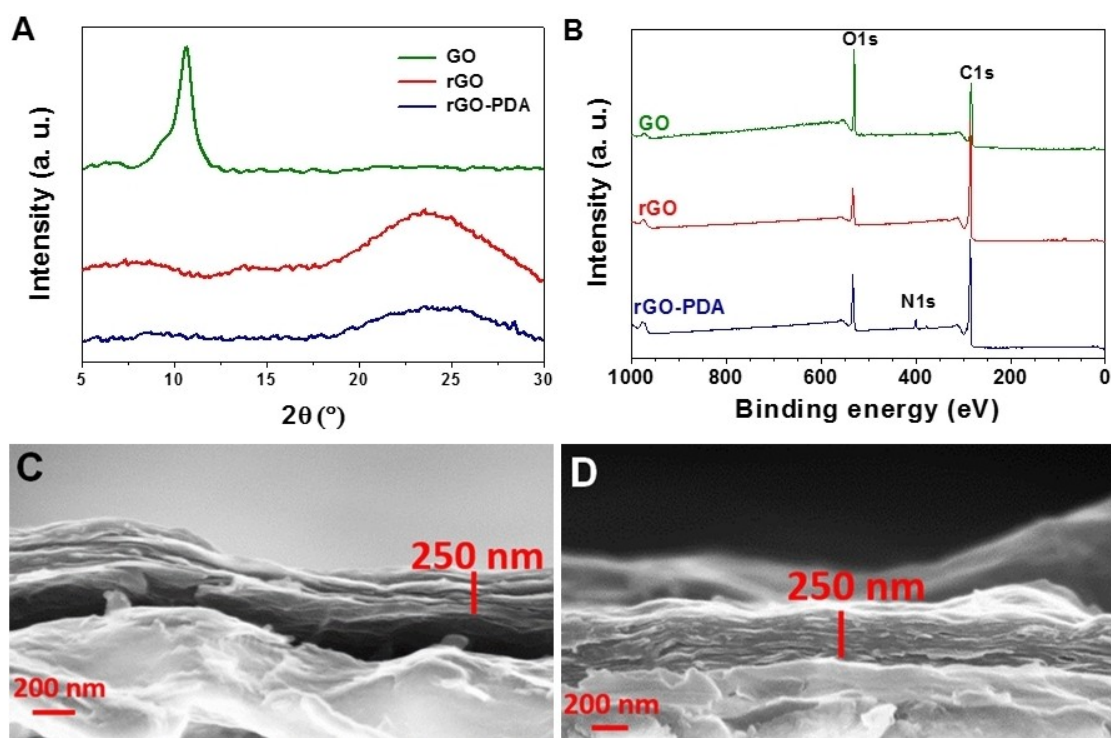 A
GO
rGO
rGO-PDA
Intensity (a. u.)
5 10 15 20 25 30
2θ (°)
B
O1s
C1s
GO
rGO
rGO-PDA
N1s
Intensity (a. u.)
1000 800 600 400 200 0
Binding energy (eV)
C
250 nm
200 nm
D
250 nm
200 nm